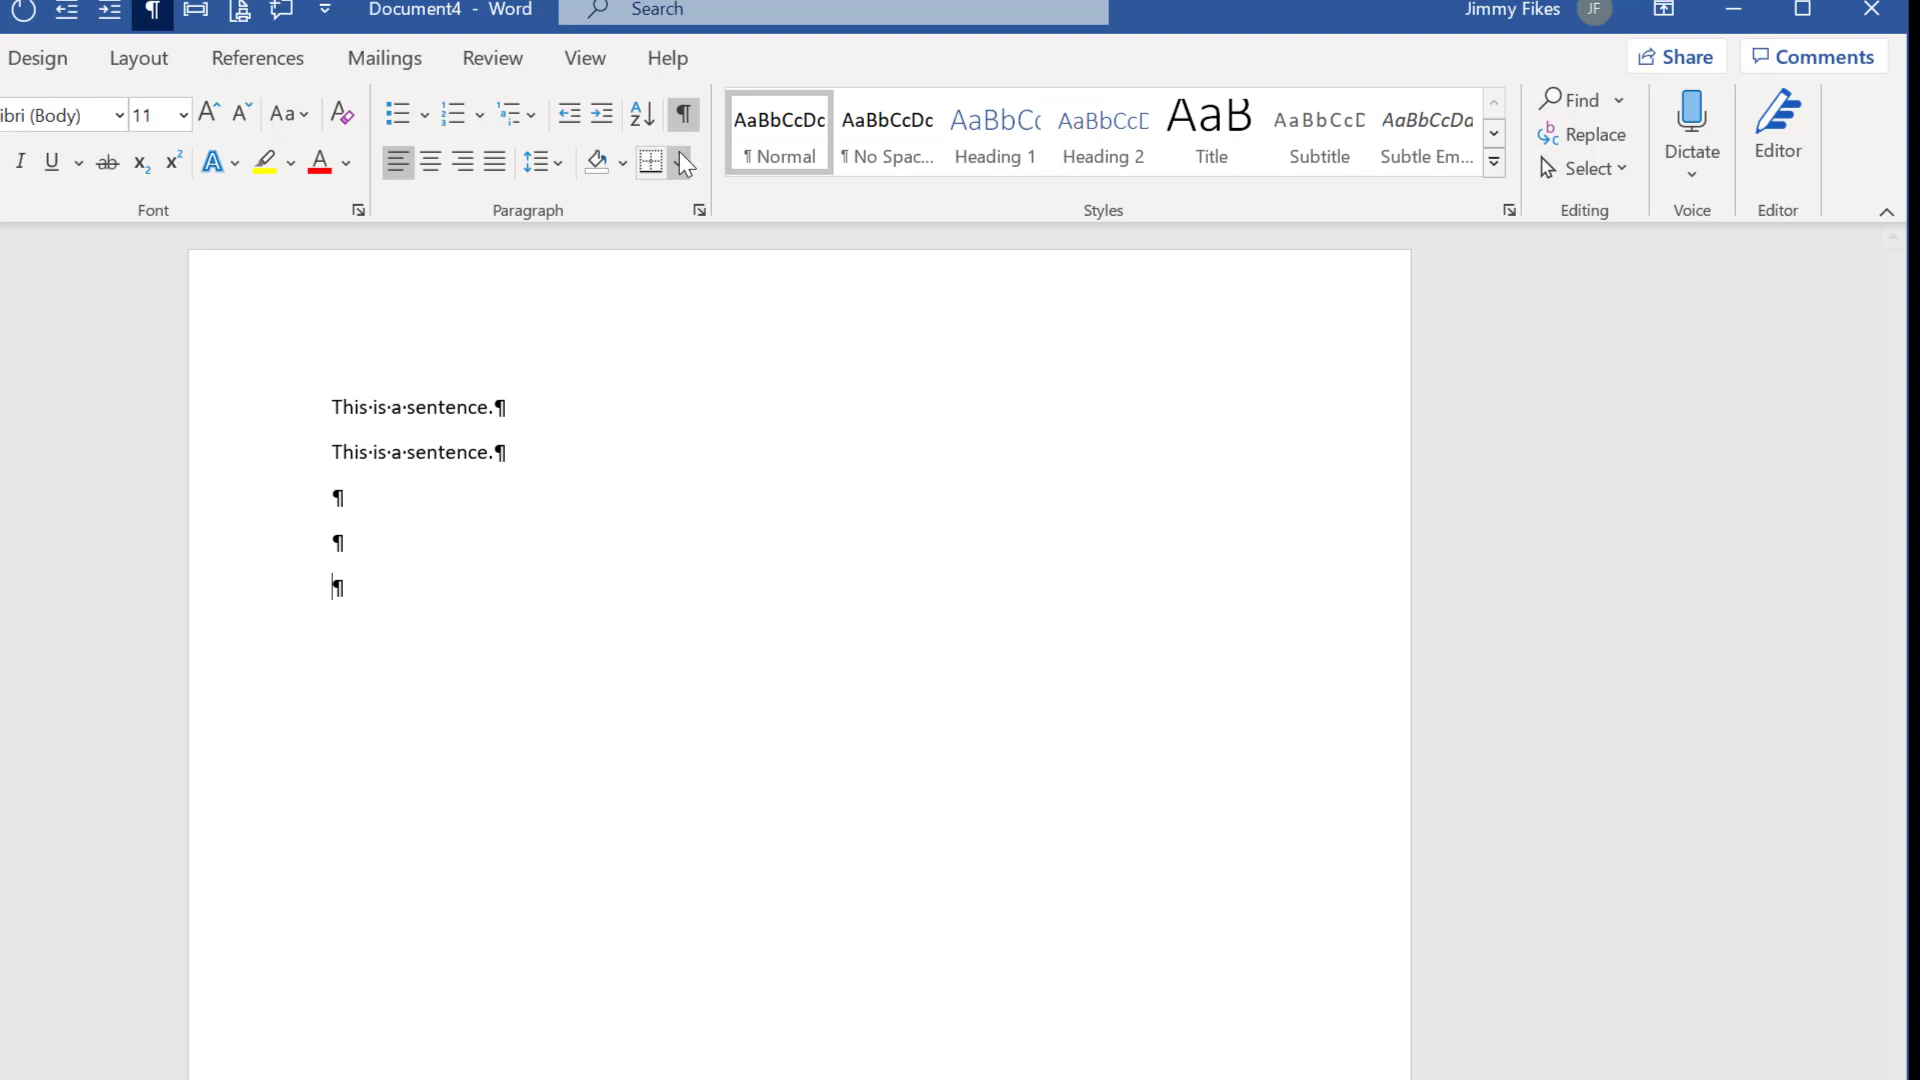 Document4 - Word
Search
Jimmy Fikes
JF
Design Layout References Mailings Review View Help
Share
Comments
ibri (Body)
11
Aa
AaBbCcDc AaBbCcDc AaBbCc AaBbCcD AaB AaBbCcD AaBbCcDa
¶ Normal ¶ No Spac... Heading 1 Heading 2 Title Subtitle Subtle Em...
Find
Replace
Select
Dictate
Editor
Font Paragraph Styles Editing Voice Editor
This·is·a·sentence.¶
This·is·a·sentence.¶
¶
¶
¶